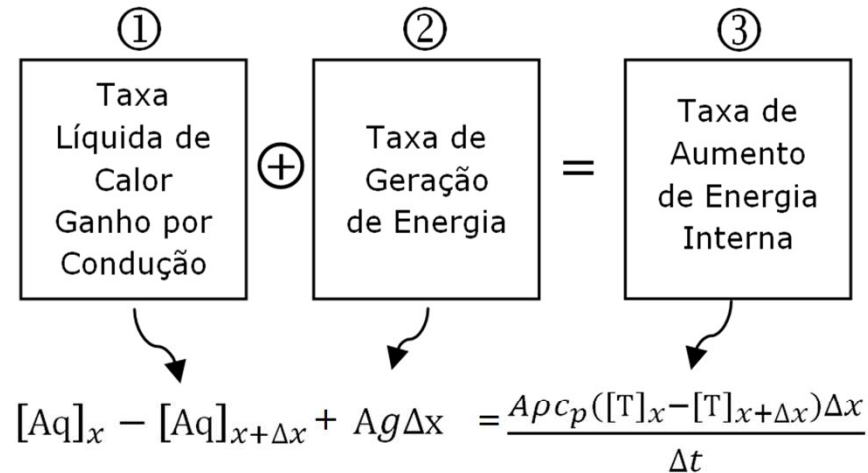 ① ② ③
Taxa
Líquida de
Calor
Ganho por
Condução
⊕
Taxa de
Geração
de Energia
=
Taxa de
Aumento
de Energia
Interna
[Aq]ₓ − [Aq]ₓ₊Δₓ + AgΔx = Aρcₚ([T]ₓ−[T]ₓ₊Δₓ)Δx
Δt